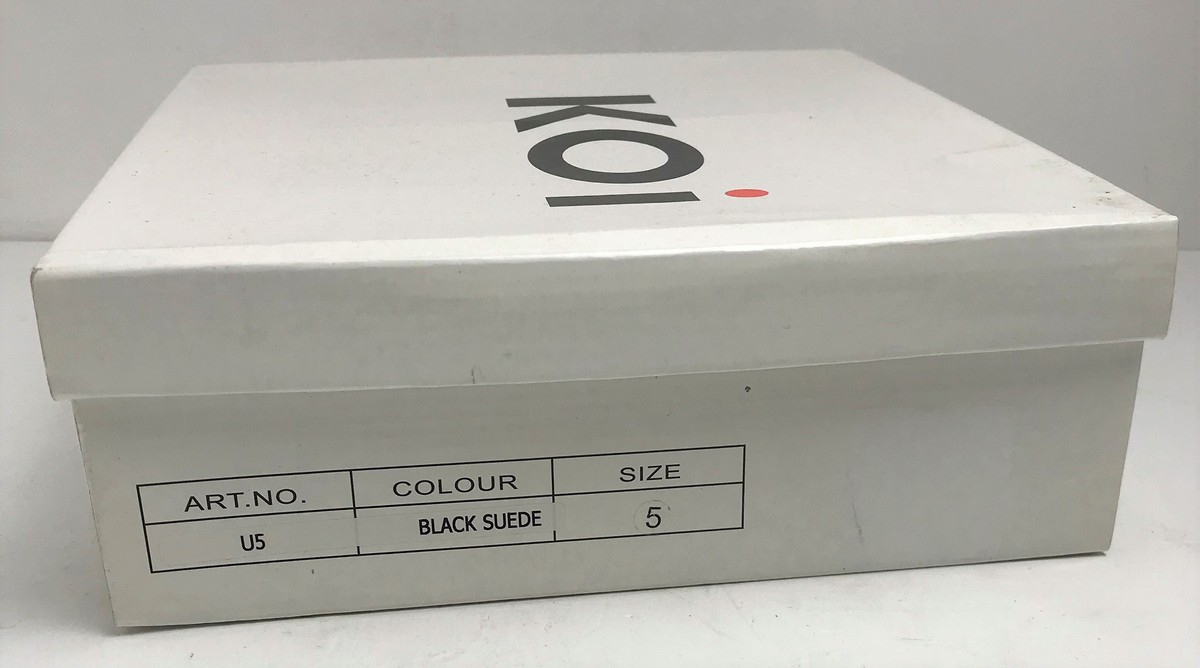 KOI
ART.NO. COLOUR SIZE
U5 BLACK SUEDE 5